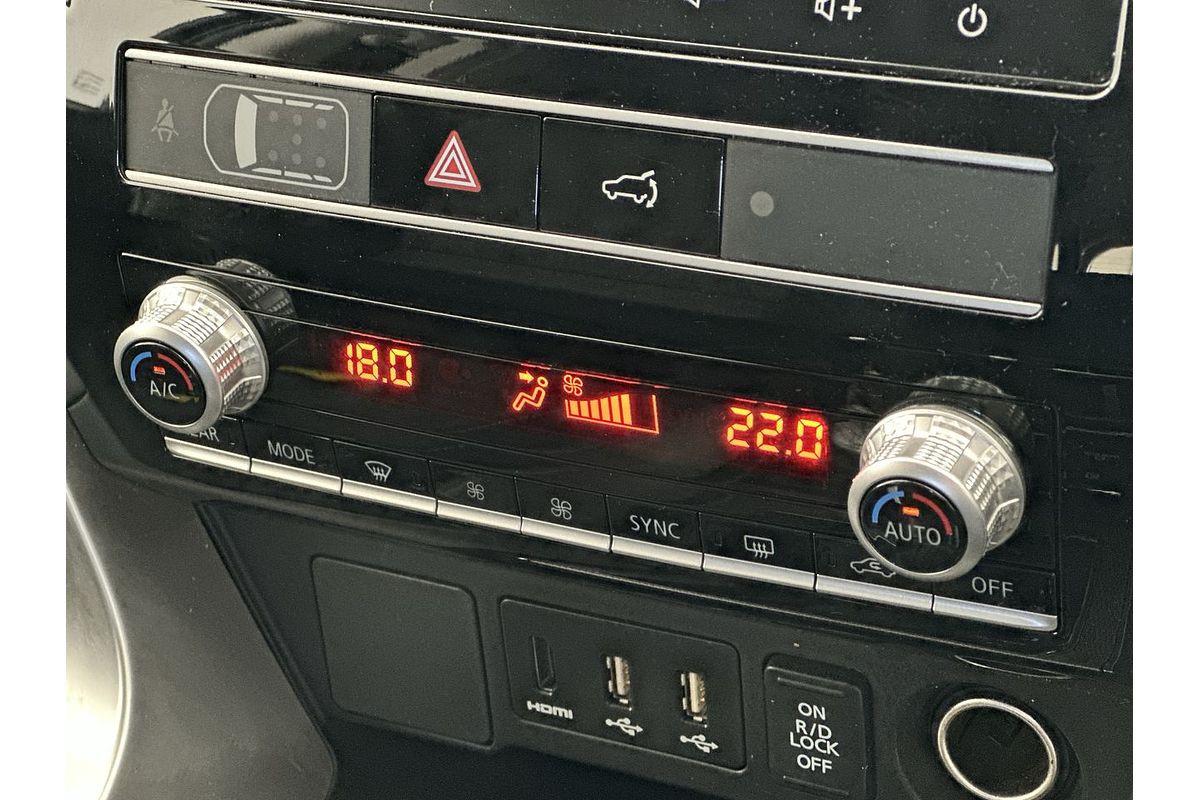 18.0
22.0
A/C
AUTO
MODE
SYNC
OFF
HDMI
ON
R/D
LOCK
OFF